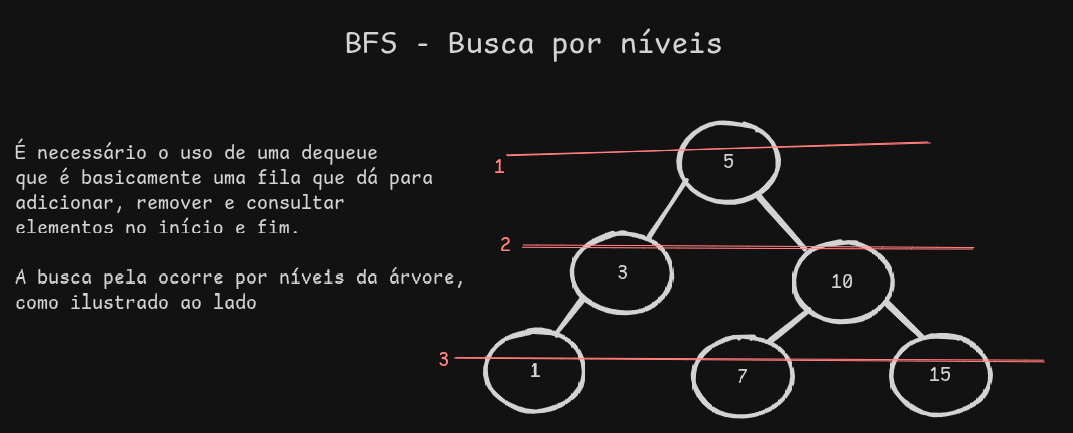 BFS - Busca por níveis
É necessário o uso de uma dequeue
que é basicamente uma fila que dá para
adicionar, remover e consultar
elementos no início e fim.
A busca pela ocorre por níveis da árvore,
como ilustrado ao lado
1
5
2
3
10
3
1
7
15